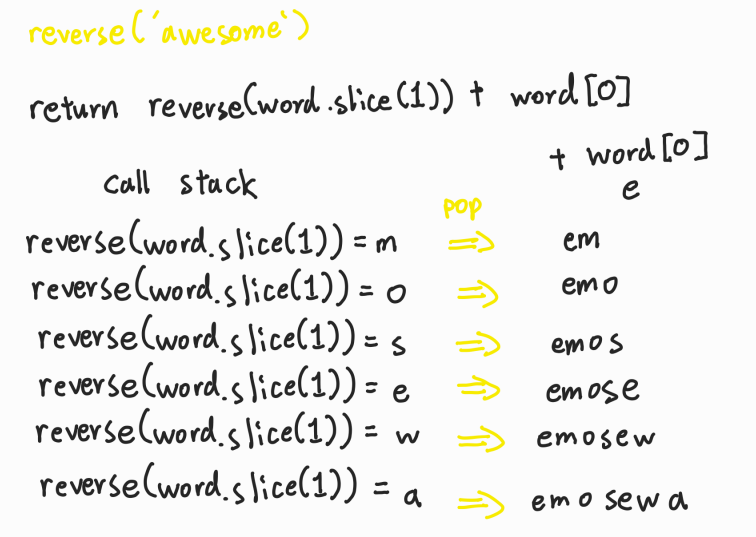 reverse('awesome')
return reverse(word.slice(1)) + word[0]
+ word[0]
call stack e
pop
reverse(word.slice(1)) = m ⇒ em
reverse(word.slice(1)) = o ⇒ emo
reverse(word.slice(1)) = s ⇒ emos
reverse(word.slice(1)) = e ⇒ emose
reverse(word.slice(1)) = w ⇒ emosew
reverse(word.slice(1)) = a ⇒ emosewa